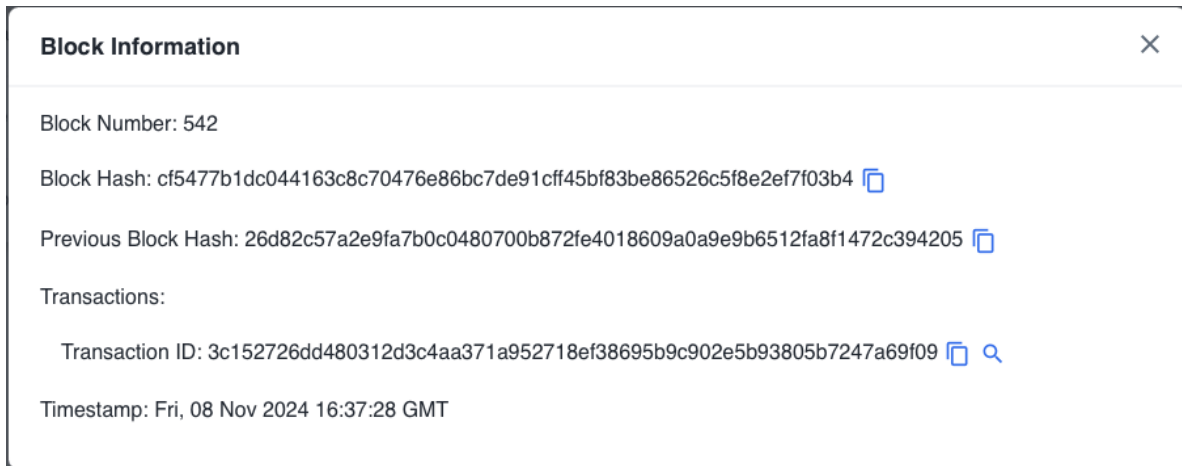 Block Information
Block Number: 542
Block Hash: cf5477b1dc044163c8c70476e86bc7de91cff45bf83be86526c5f8e2ef7f03b4
Previous Block Hash: 26d82c57a2e9fa7b0c0480700b872fe4018609a0a9e9b6512fa8f1472c394205
Transactions:
Transaction ID: 3c152726dd480312d3c4aa371a952718ef38695b9c902e5b93805b7247a69f09
Timestamp: Fri, 08 Nov 2024 16:37:28 GMT